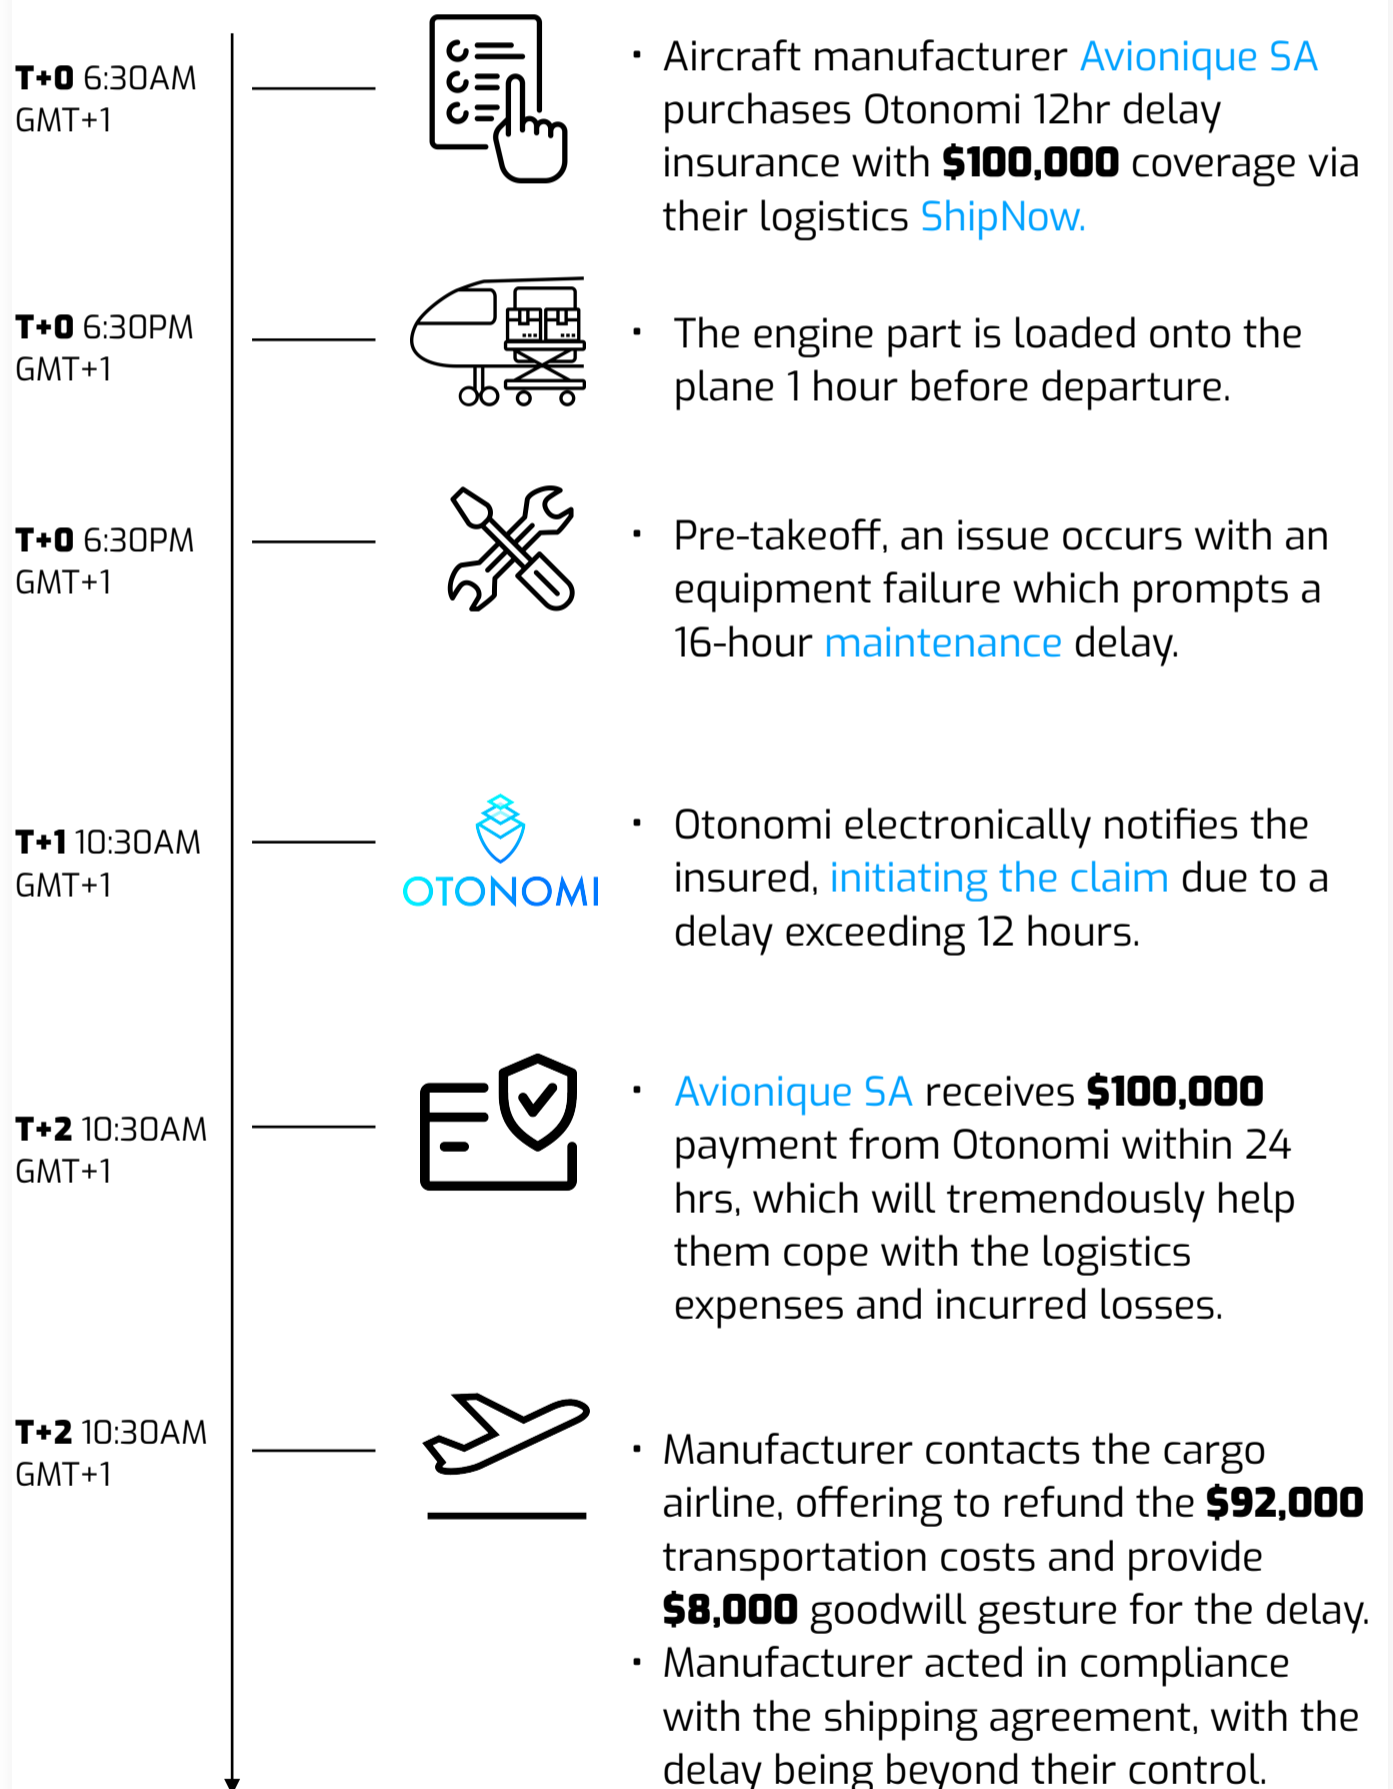 T+0 6:30AM
GMT+1
• Aircraft manufacturer Avionique SA
purchases Otonomi 12hr delay
insurance with $100,000 coverage via
their logistics ShipNow.
T+0 6:30PM
GMT+1
• The engine part is loaded onto the
plane 1 hour before departure.
T+0 6:30PM
GMT+1
• Pre-takeoff, an issue occurs with an
equipment failure which prompts a
16-hour maintenance delay.
T+1 10:30AM
GMT+1
OTONOMI
• Otonomi electronically notifies the
insured, initiating the claim due to a
delay exceeding 12 hours.
T+2 10:30AM
GMT+1
• Avionique SA receives $100,000
payment from Otonomi within 24
hrs, which will tremendously help
them cope with the logistics
expenses and incurred losses.
T+2 10:30AM
GMT+1
• Manufacturer contacts the cargo
airline, offering to refund the $92,000
transportation costs and provide
$8,000 goodwill gesture for the delay.
• Manufacturer acted in compliance
with the shipping agreement, with the
delay being beyond their control.